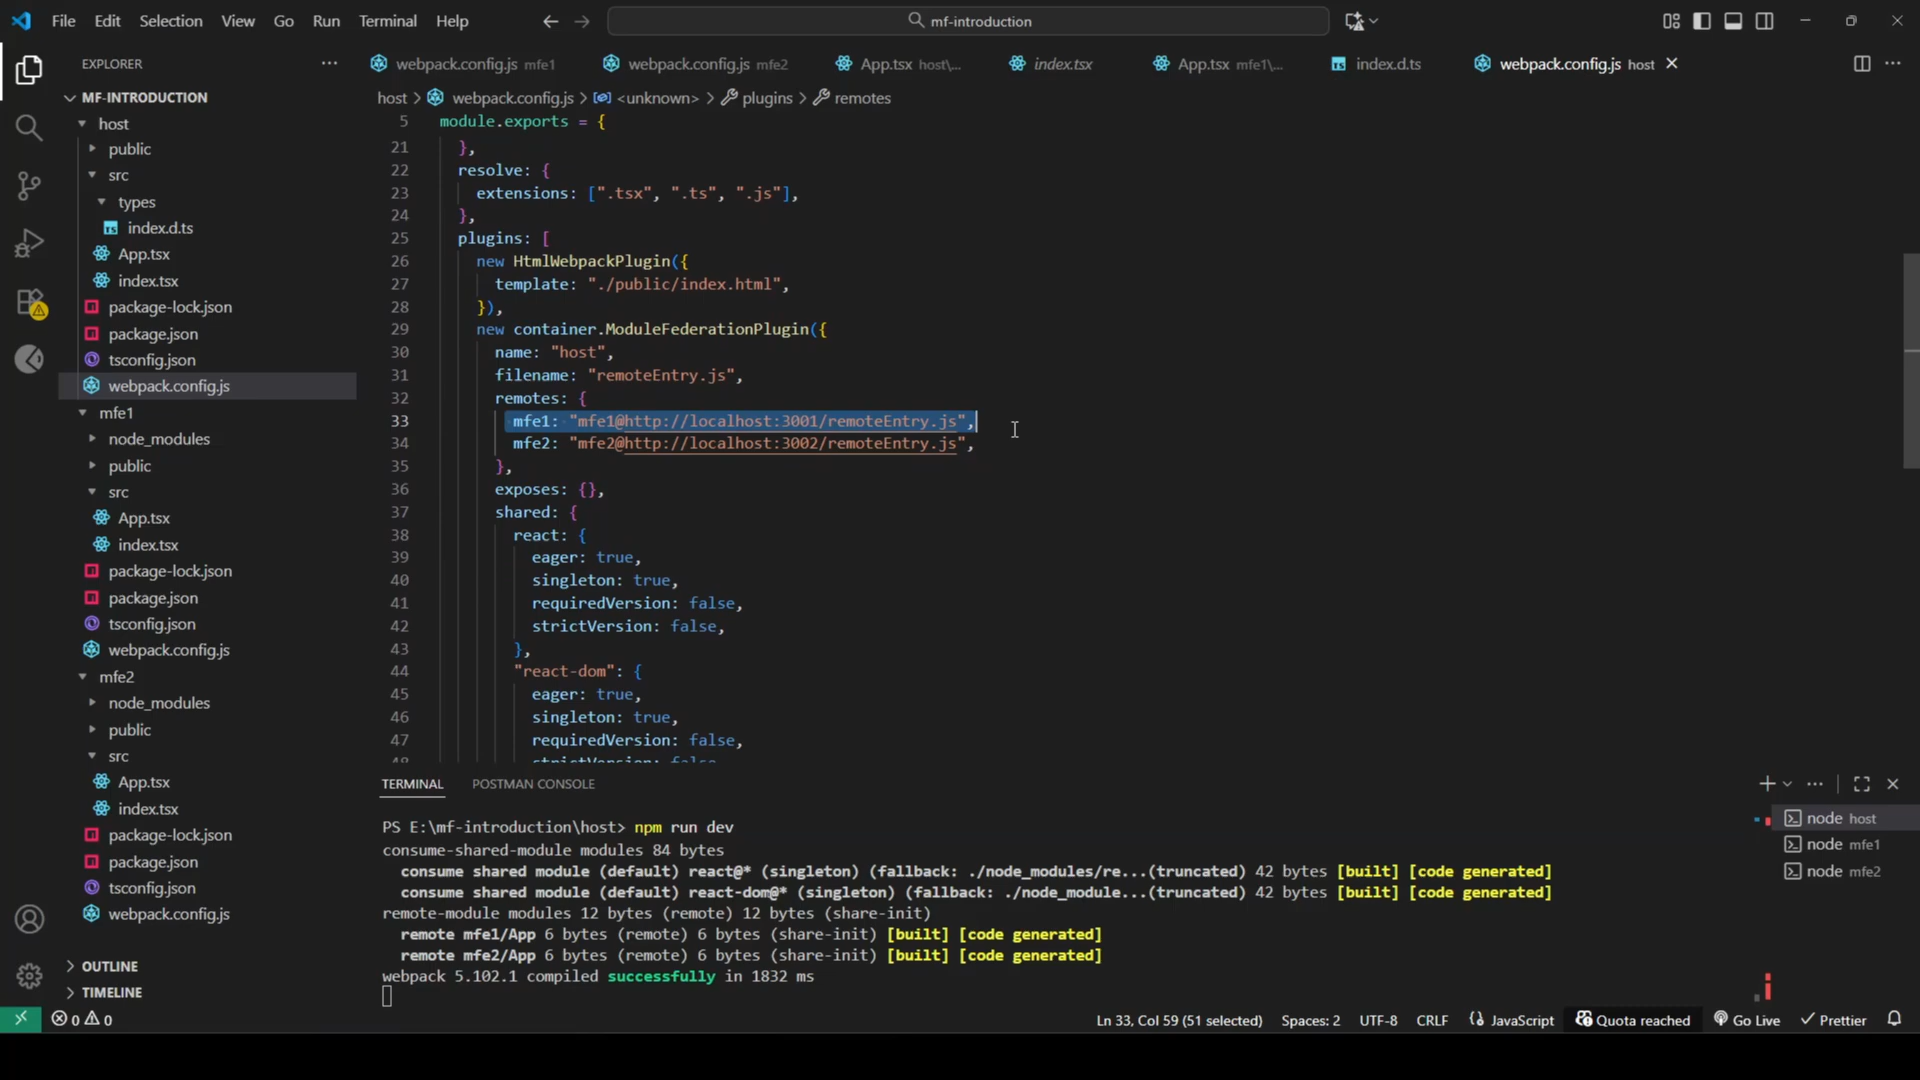 File Edit Selection View Go Run Terminal Help
mf-introduction
EXPLORER
MF-INTRODUCTION
host
public
src
types
index.d.ts
App.tsx
index.tsx
package-lock.json
package.json
tsconfig.json
webpack.config.js
mfe1
node_modules
public
src
App.tsx
index.tsx
package-lock.json
package.json
tsconfig.json
webpack.config.js
mfe2
node_modules
public
src
App.tsx
index.tsx
package-lock.json
package.json
tsconfig.json
webpack.config.js
OUTLINE
TIMELINE
webpack.config.js mfe1 webpack.config.js mfe2 App.tsx host\... index.tsx App.tsx mfe1\... index.d.ts webpack.config.js host
host > webpack.config.js > <unknown> > plugins > remotes
5 module.exports = {
21 },
22 resolve: {
23 extensions: [".tsx", ".ts", ".js"],
24 },
25 plugins: [
26 new HtmlWebpackPlugin({
27 template: "./public/index.html",
28 }),
29 new container.ModuleFederationPlugin({
30 name: "host",
31 filename: "remoteEntry.js",
32 remotes: {
33 mfe1: "mfe1@http://localhost:3001/remoteEntry.js",
34 mfe2: "mfe2@http://localhost:3002/remoteEntry.js",
35 },
36 exposes: {},
37 shared: {
38 react: {
39 eager: true,
40 singleton: true,
41 requiredVersion: false,
42 strictVersion: false,
43 },
44 "react-dom": {
45 eager: true,
46 singleton: true,
47 requiredVersion: false,
48 strictVersion: false,
TERMINAL POSTMAN CONSOLE
PS E:\mf-introduction\host> npm run dev
consume-shared-module modules 84 bytes
consume shared module (default) react@* (singleton) (fallback: ./node_modules/re...(truncated) 42 bytes [built] [code generated]
consume shared module (default) react-dom@* (singleton) (fallback: ./node_module...(truncated) 42 bytes [built] [code generated]
remote-module modules 12 bytes (remote) 12 bytes (share-init)
remote mfe1/App 6 bytes (remote) 6 bytes (share-init) [built] [code generated]
remote mfe2/App 6 bytes (remote) 6 bytes (share-init) [built] [code generated]
webpack 5.102.1 compiled successfully in 1832 ms
node host
node mfe1
node mfe2
0 0 Ln 33, Col 59 (51 selected) Spaces: 2 UTF-8 CRLF JavaScript Quota reached Go Live Prettier